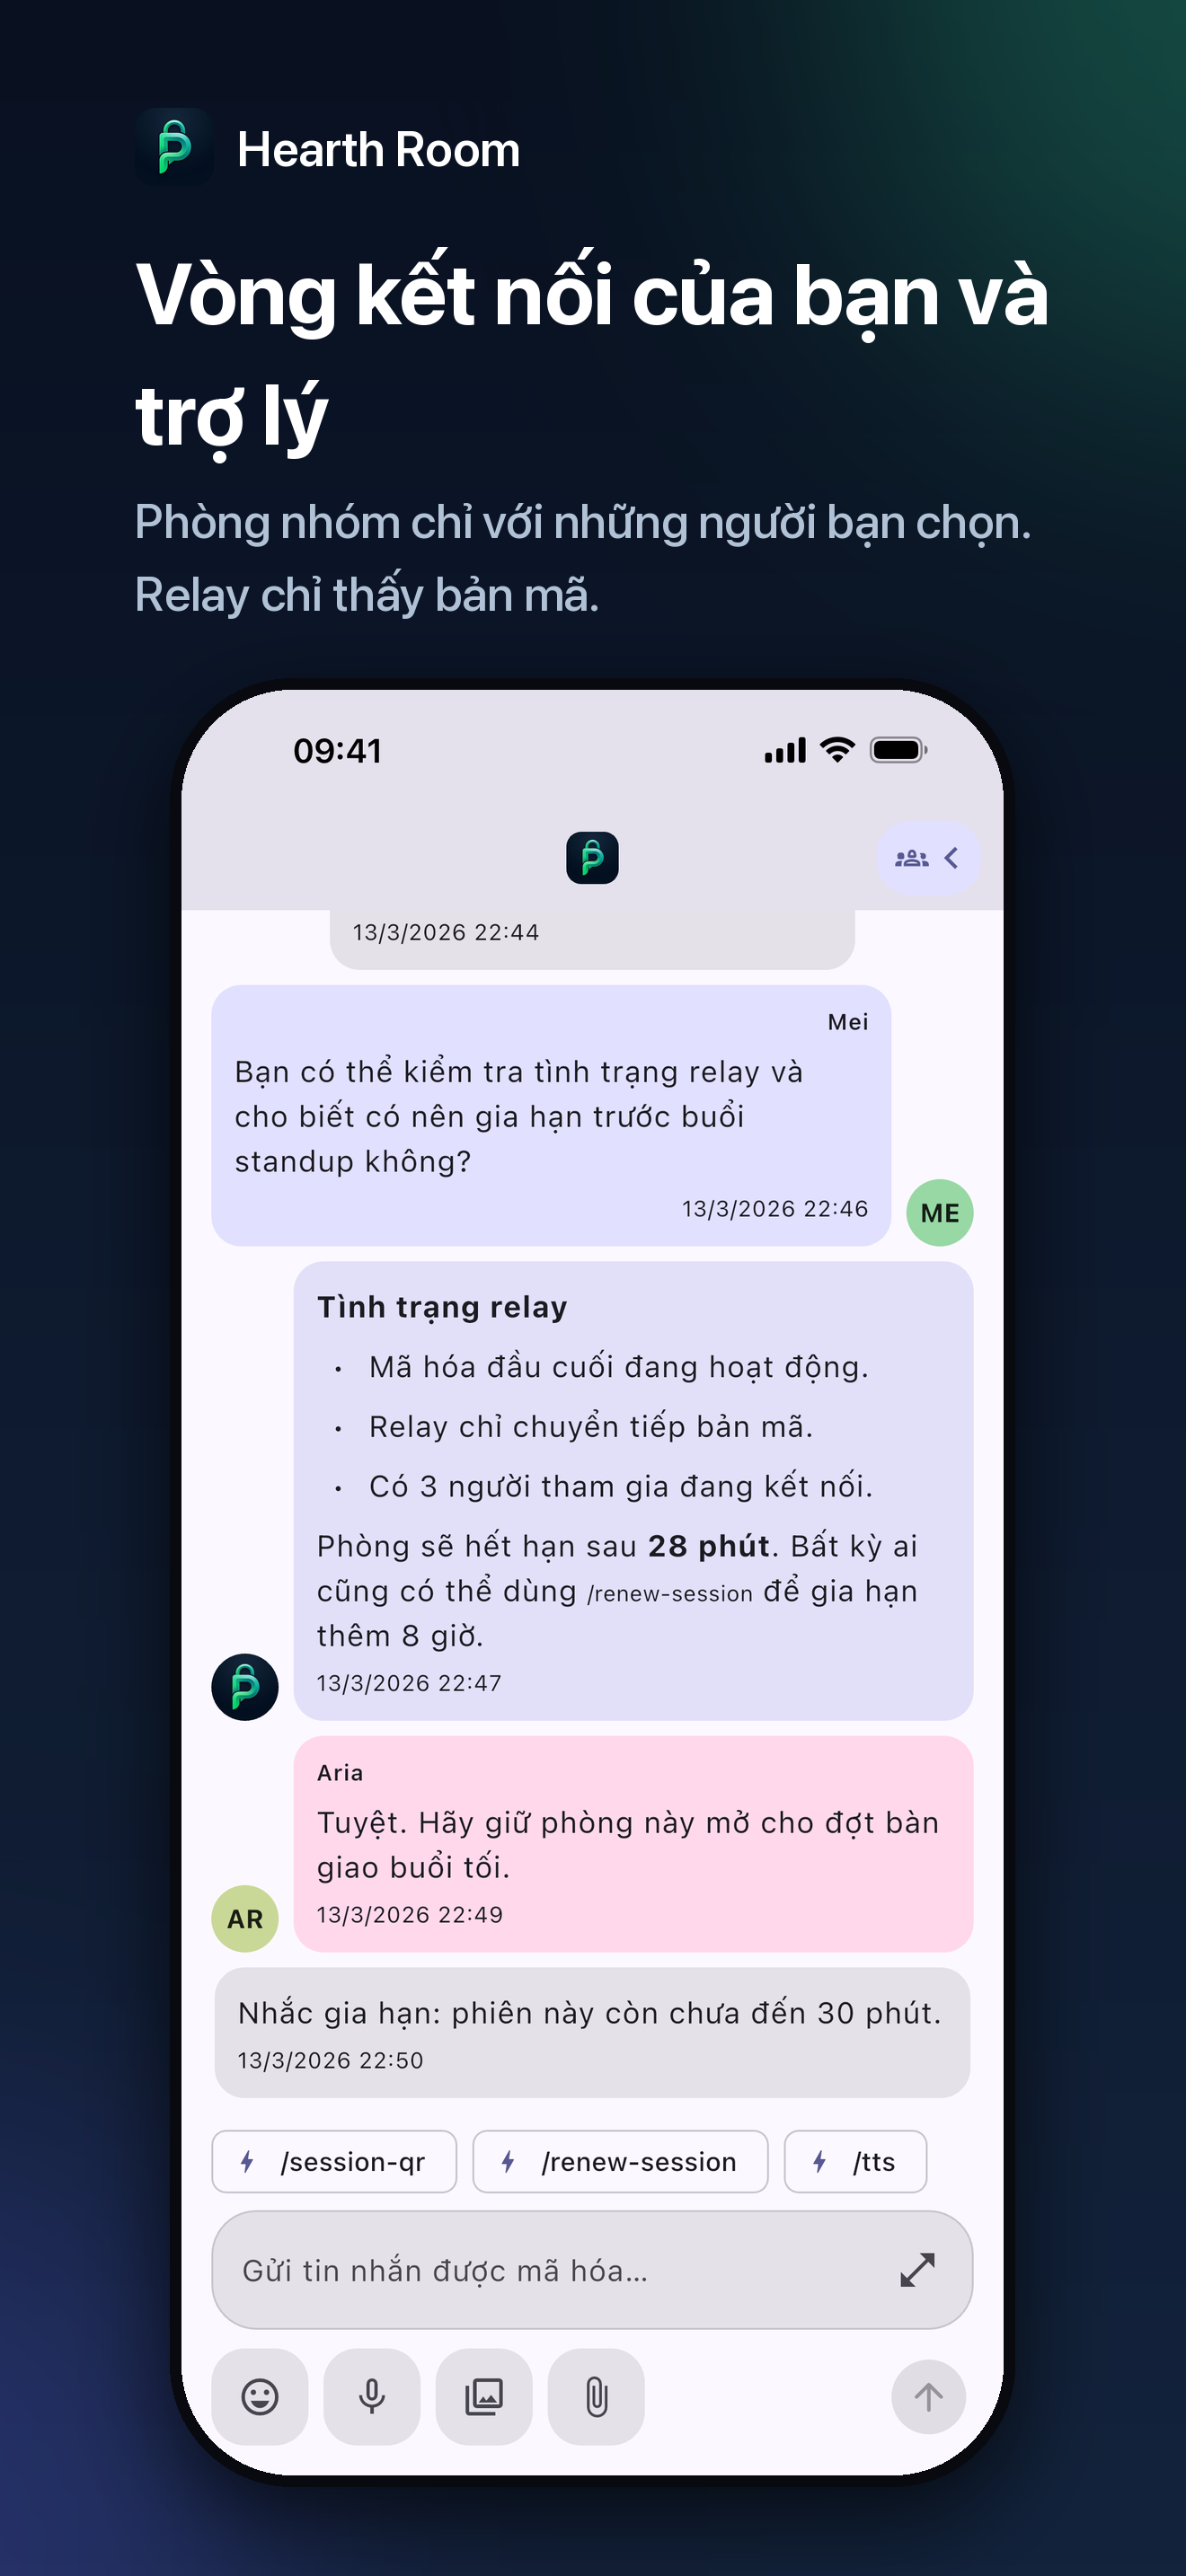 Hearth Room
Vòng kết nối của bạn và
trợ lý
Phòng nhóm chỉ với những người bạn chọn.
Relay chỉ thấy bản mã.
09:41
13/3/2026 22:44
Mei
Bạn có thể kiểm tra tình trạng relay và
cho biết có nên gia hạn trước buổi
standup không?
13/3/2026 22:46
ME
Tình trạng relay
• Mã hóa đầu cuối đang hoạt động.
• Relay chỉ chuyển tiếp bản mã.
• Có 3 người tham gia đang kết nối.
Phòng sẽ hết hạn sau 28 phút. Bất kỳ ai
cũng có thể dùng /renew-session để gia hạn
thêm 8 giờ.
13/3/2026 22:47
Aria
Tuyệt. Hãy giữ phòng này mở cho đợt bàn
giao buổi tối.
13/3/2026 22:49
AR
Nhắc gia hạn: phiên này còn chưa đến 30 phút.
13/3/2026 22:50
/session-qr /renew-session /tts
Gửi tin nhắn được mã hóa...